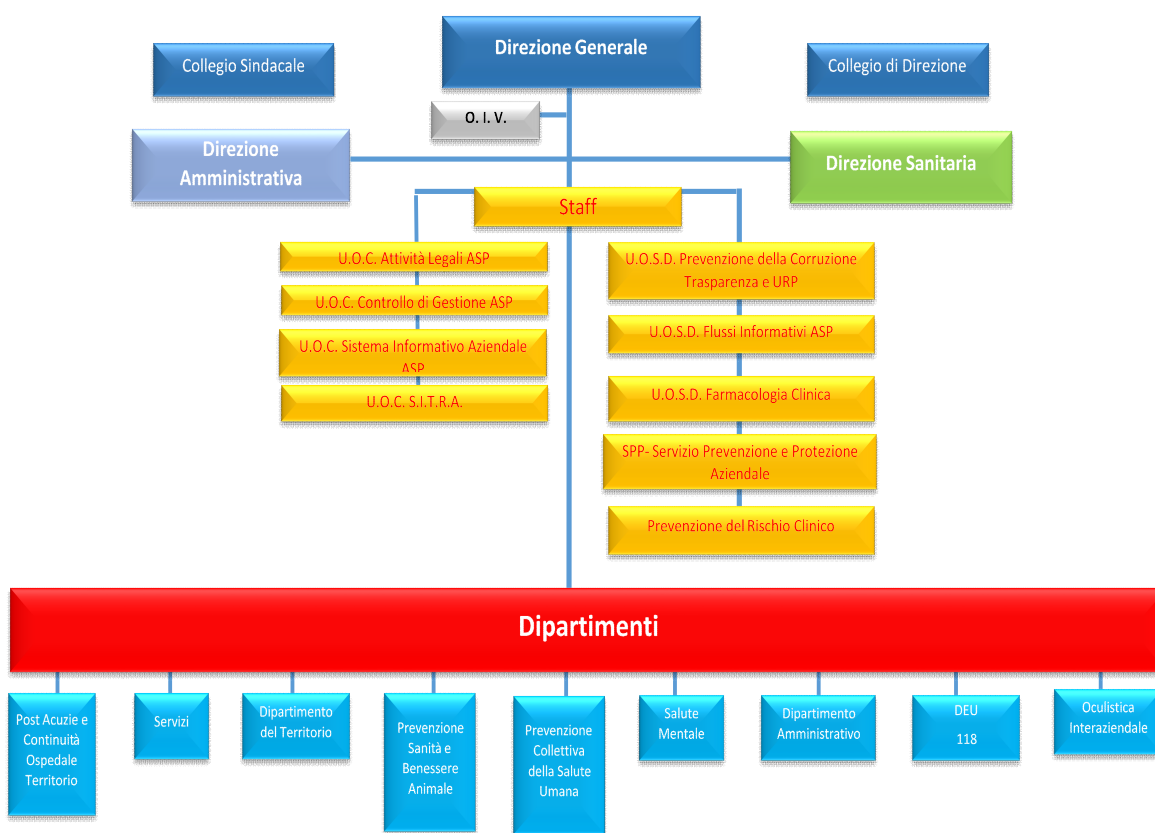 Direzione Generale
Collegio Sindacale
Collegio di Direzione
O. I. V.
Direzione
Amministrativa
Direzione Sanitaria
Staff
U.O.C. Attività Legali ASP
U.O.C. Controllo di Gestione ASP
U.O.C. Sistema Informativo Aziendale
ASP
U.O.C. S.I.T.R.A.
U.O.S.D. Prevenzione della Corruzione
Trasparenza e URP
U.O.S.D. Flussi Informativi ASP
U.O.S.D. Farmacologia Clinica
SPP- Servizio Prevenzione e Protezione
Aziendale
Prevenzione del Rischio Clinico
Dipartimenti
Post Acuzie e
Continuità
Ospedale
Territorio
Servizi
Dipartimento
del Territorio
Prevenzione
Sanità e
Benessere
Animale
Prevenzione
Collettiva
della Salute
Umana
Salute
Mentale
Dipartimento
Amministrativo
DEU
118
Oculistica
Interaziendale